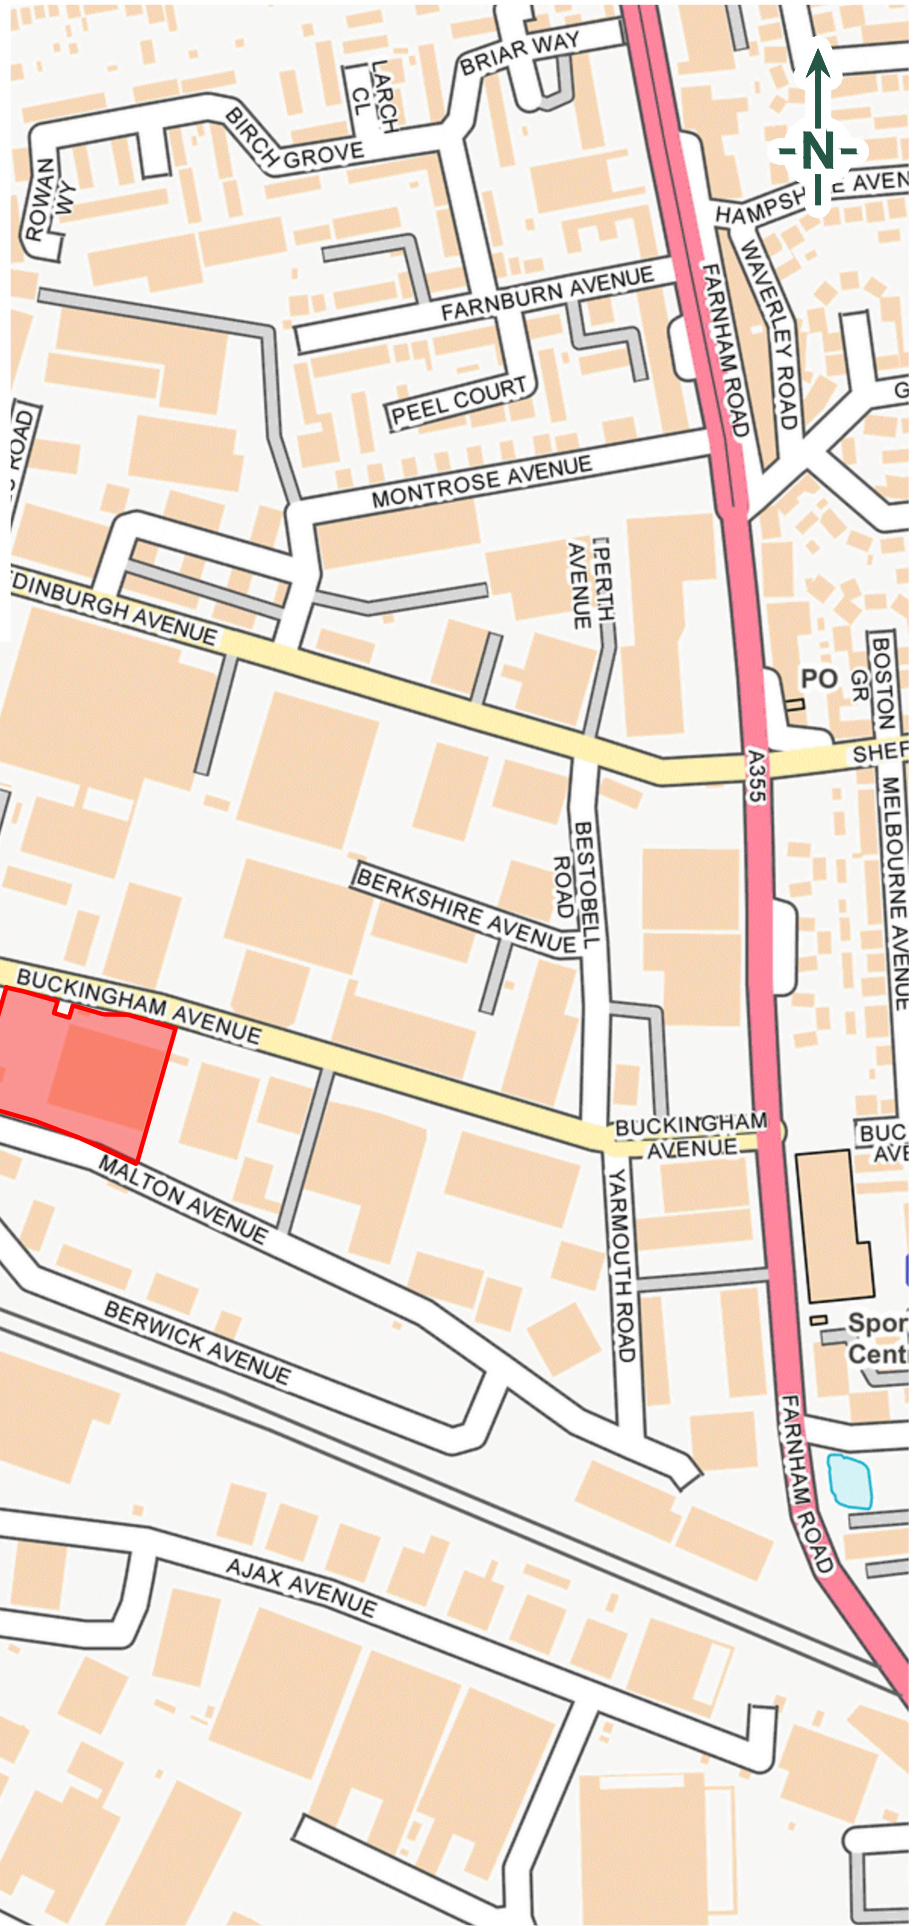 BRIAR WAY
LARCH
CL
BIRCH GROVE
ROWAN
WY
N
HAMPSH
E AVEN
WAVERLEY ROAD
FARNHAM ROAD
FARNBURN AVENUE
PEEL COURT
MONTROSE AVENUE
ROAD
G
[PERTH
AVENUE
EDINBURGH AVENUE
PO
BOSTON
GR
SHEF
A355
MELBOURNE AVENUE
BESTOBELL
ROAD
BERKSHIRE AVENUE
BUCKINGHAM AVENUE
BUCKINGHAM
AVENUE
BUC
AVE
MALTON AVENUE
YARMOUTH ROAD
BERWICK AVENUE
Spor
Cent
FARNHAM ROAD
AJAX AVENUE